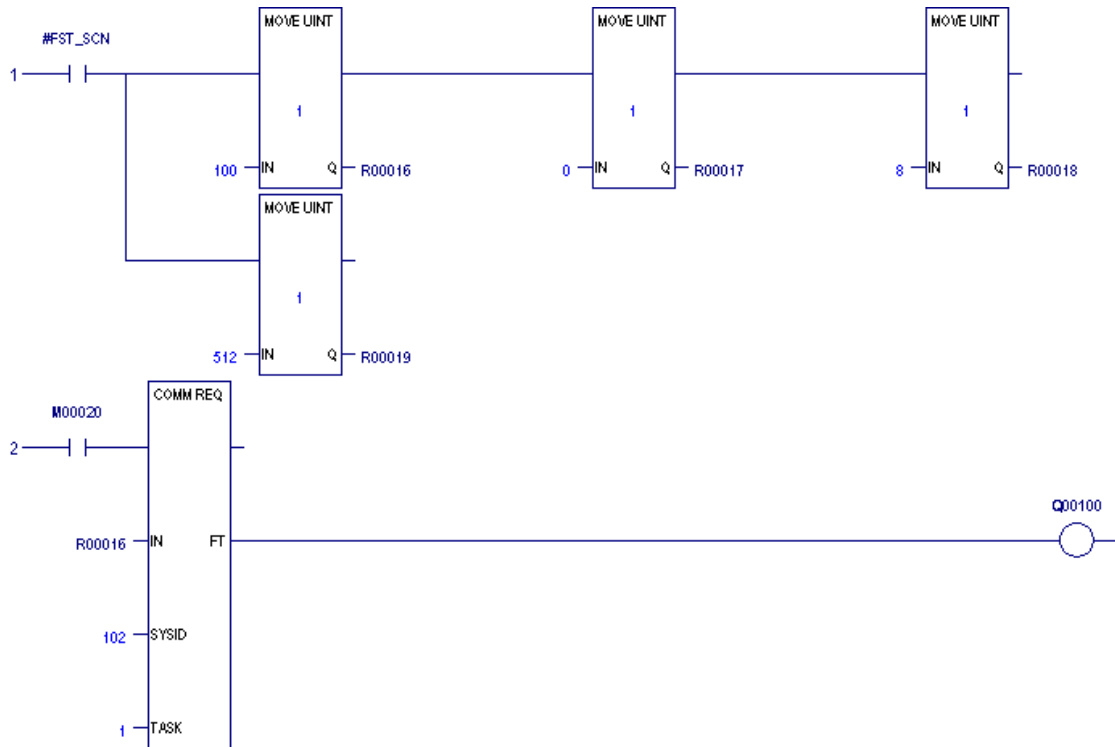 #FST_SCN
1
MOVE UINT
1
100 IN Q R00016
MOVE UINT
1
0 IN Q R00017
MOVE UINT
1
8 IN Q R00018
MOVE UINT
1
512 IN Q R00019
M00020
2
COMM REQ
R00016 IN FT
Q00100
102 SYSID
1 TASK